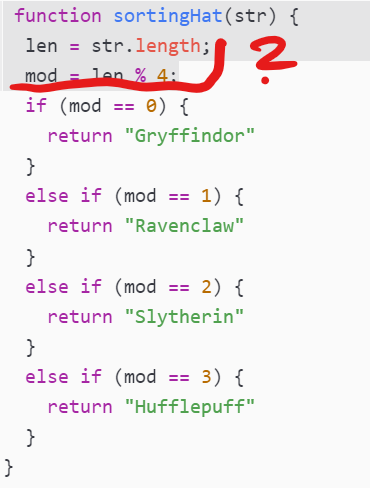 function sortingHat(str) {
len = str.length;
mod = len % 4;
?
if (mod == 0) {
return "Gryffindor"
}
else if (mod == 1) {
return "Ravenclaw"
}
else if (mod == 2) {
return "Slytherin"
}
else if (mod == 3) {
return "Hufflepuff"
}
}